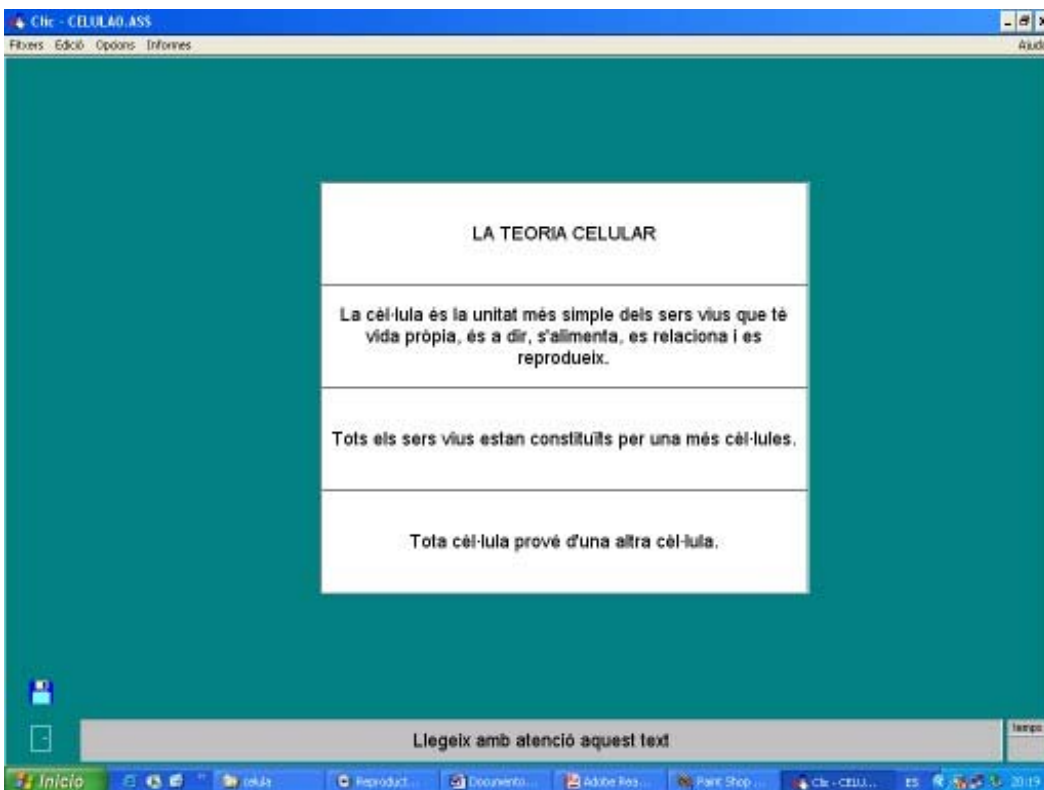 Clic - CELULA0.ASS
Fitxers Edició Opcions Informes
Ajuda
LA TEORIA CELULAR
La cèl·lula és la unitat més simple dels sers vius que té
vida pròpia, és a dir, s'alimenta, es relaciona i es
reprodueix.
Tots els sers vius estan constituïts per una més cèl·lules.
Tota cèl·lula prové d'una altra cèl·lula.
temps
Llegeix amb atenció aquest text
Inicio celula Reproduct... Documento... Adobe Rea... Paint Shop ... Clic - CELU... ES 20:19